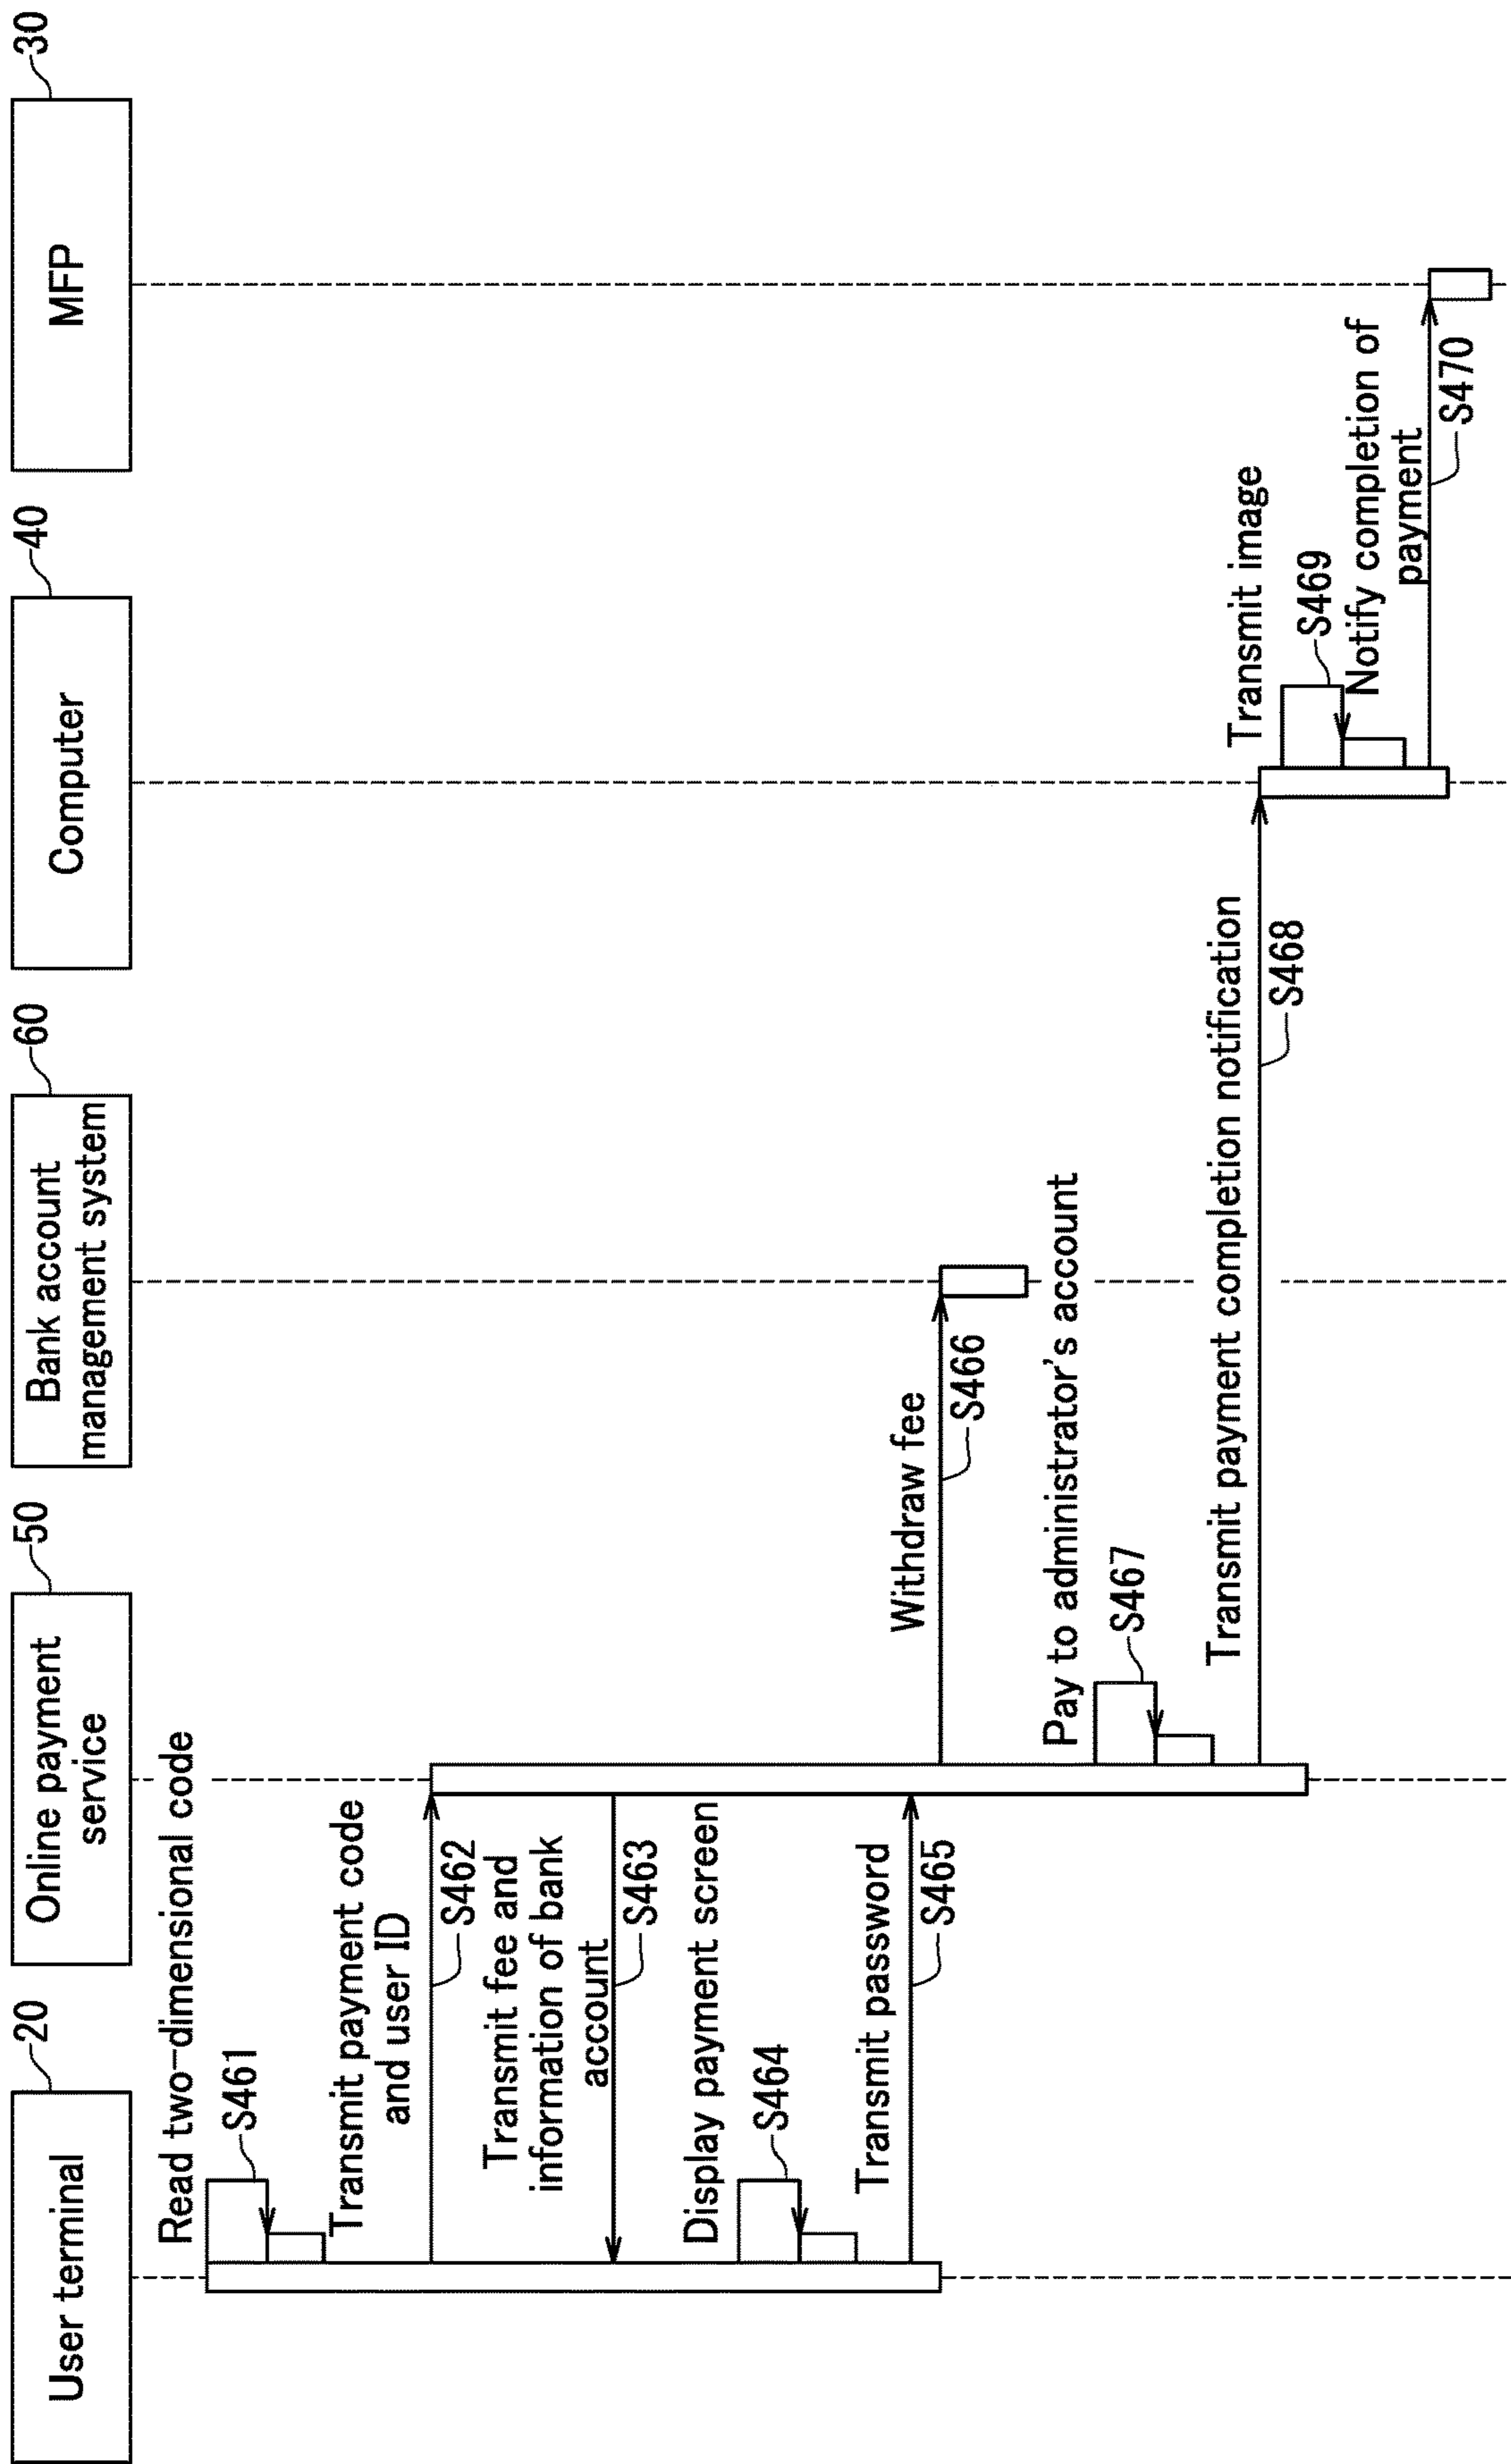 20
User terminal
50
Online payment
service
60
Bank account
management system
40
Computer
30
MFP
Read two-dimensional code
S461
Transmit payment code
and user ID
S462
Transmit fee and
information of bank
account
S463
Display payment screen
S464
Transmit password
S465
Withdraw fee
S466
Pay to administrator's account
S467
Transmit payment completion notification
S468
Transmit image
S469
Notify completion of
payment
S470